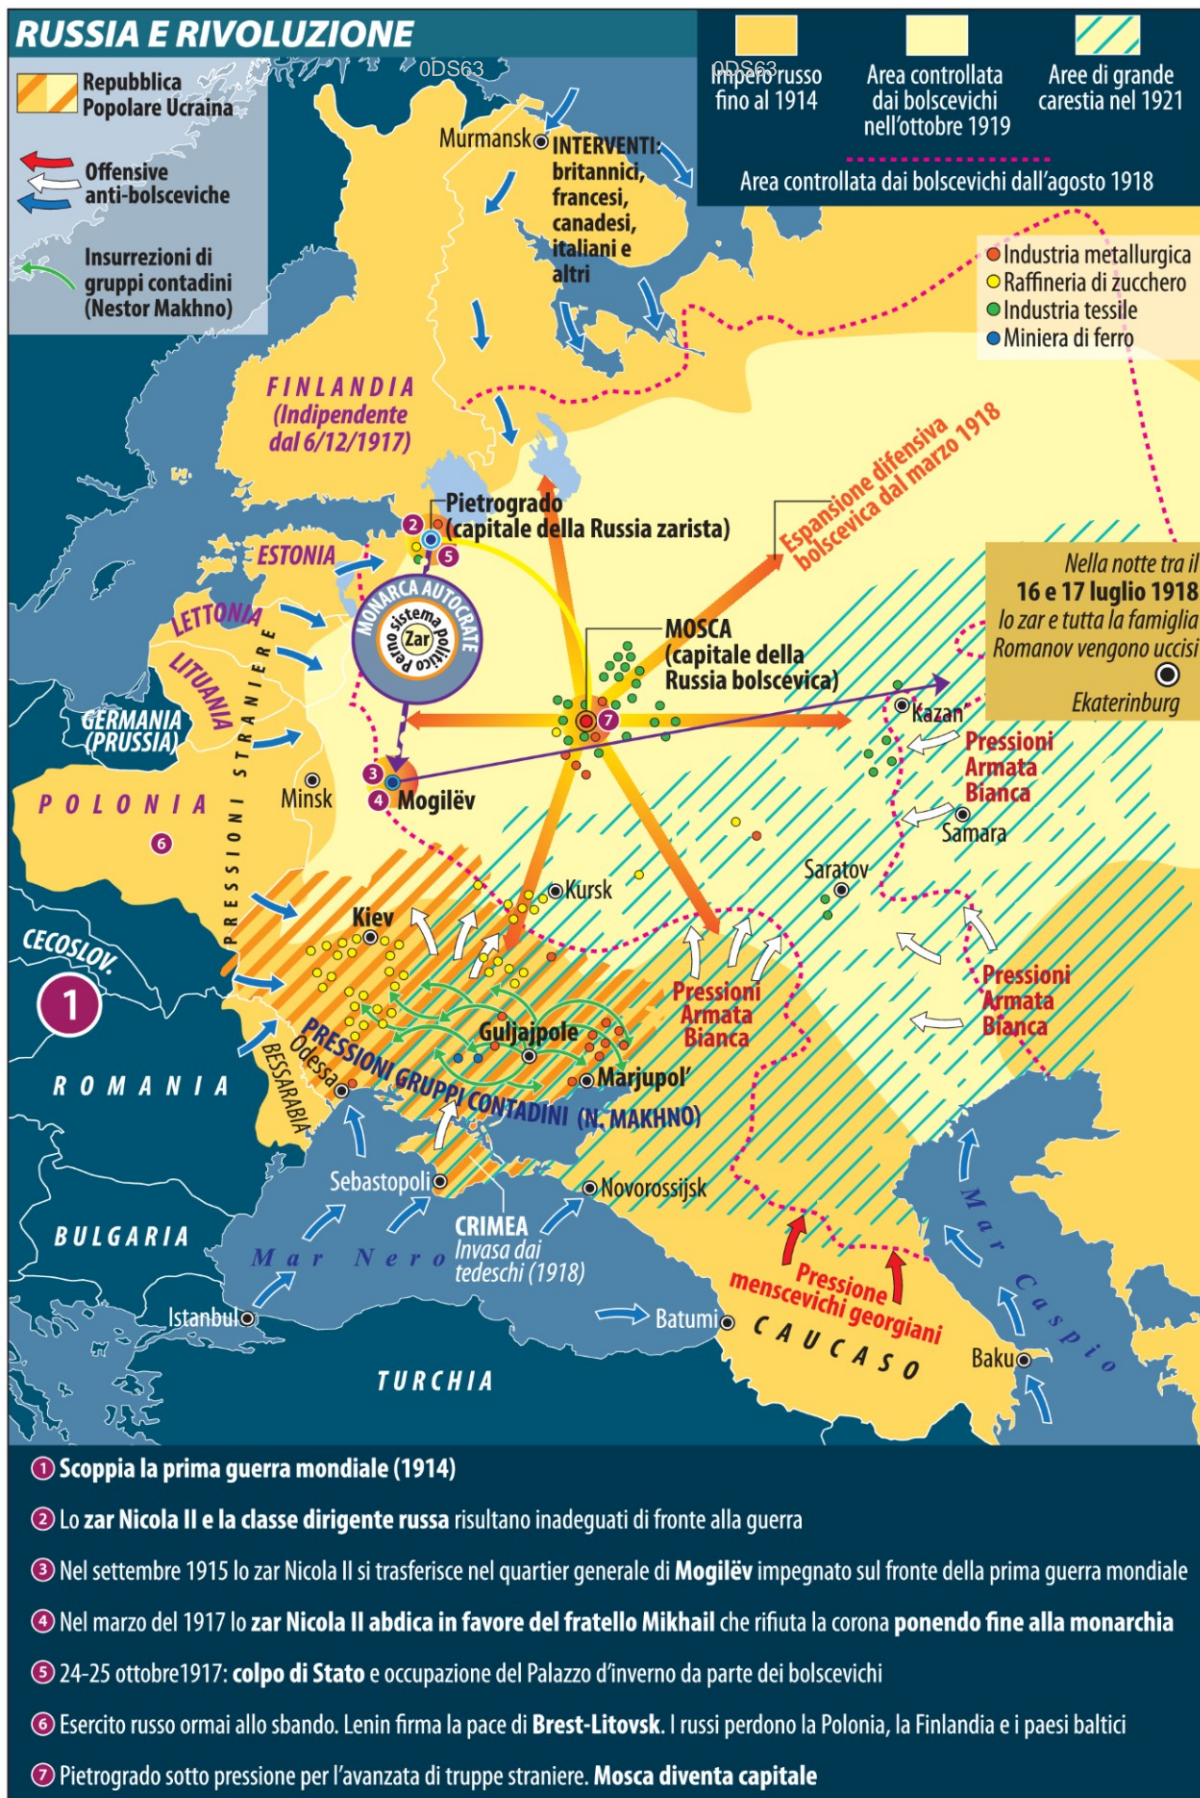 RUSSIA E RIVOLUZIONE
0DS63
0DS63
Impero russo
fino al 1914
Area controllata
dai bolscevichi
nell'ottobre 1919
Aree di grande
carestia nel 1921
Area controllata dai bolscevichi dall'agosto 1918
Repubblica
Popolare Ucraina
Offensive
anti-bolsceviche
Insurrezioni di
gruppi contadini
(Nestor Makhno)
Industria metallurgica
Raffineria di zucchero
Industria tessile
Miniera di ferro
Murmansk
INTERVENTI:
britannici,
francesi,
canadesi,
italiani e
altri
FINLANDIA
(Indipendente
dal 6/12/1917)
Espansione difensiva
bolscevica dal marzo 1918
Pietrogrado
(capitale della Russia zarista)
2
5
ESTONIA
LETTONIA
LITUANIA
GERMANIA
(PRUSSIA)
PRESSIONI STRANIERE
MONARCA AUTOCRATE
Perno sistema politico
Zar
Nella notte tra il
16 e 17 luglio 1918
lo zar e tutta la famiglia
Romanov vengono uccisi
Ekaterinburg
MOSCA
(capitale della
Russia bolscevica)
7
Kazan'
Pressioni
Armata
Bianca
Samara
Saratov
3
4
Mogilëv
Minsk
POLONIA
6
Kursk
Kiev
CECOSLOV.
1
Pressioni
Armata
Bianca
Pressioni
Armata
Bianca
Guljajpole
Marjupol'
PRESSIONI GRUPPI CONTADINI (N. MAKHNO)
Odessa
BESSARABIA
ROMANIA
Sebastopoli
CRIMEA
Invasa dai
tedeschi (1918)
Novorossijsk
BULGARIA
Mar Nero
Mar Caspio
Pressione
menscevichi georgiani
Istanbul
Batumi
CAUCASO
Baku
TURCHIA
1 Scoppia la prima guerra mondiale (1914)
2 Lo zar Nicola II e la classe dirigente russa risultano inadeguati di fronte alla guerra
3 Nel settembre 1915 lo zar Nicola II si trasferisce nel quartier generale di Mogilëv impegnato sul fronte della prima guerra mondiale
4 Nel marzo del 1917 lo zar Nicola II abdica in favore del fratello Mikhail che rifiuta la corona ponendo fine alla monarchia
5 24-25 ottobre1917: colpo di Stato e occupazione del Palazzo d'inverno da parte dei bolscevichi
6 Esercito russo ormai allo sbando. Lenin firma la pace di Brest-Litovsk. I russi perdono la Polonia, la Finlandia e i paesi baltici
7 Pietrogrado sotto pressione per l'avanzata di truppe straniere. Mosca diventa capitale